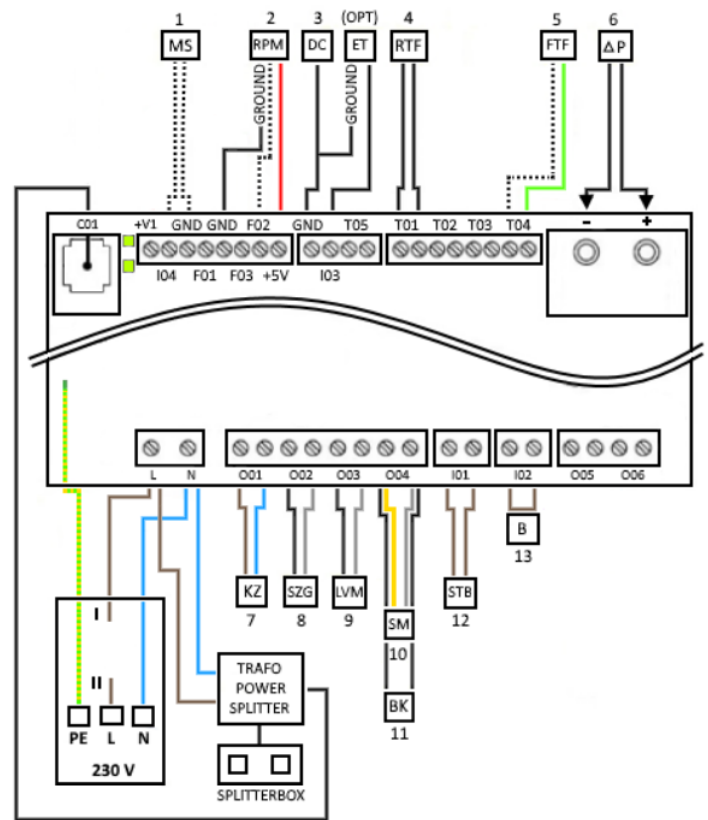 1 2 3 (OPT) 4 5 6
MS RPM DC ET RTF FTF ΔP
GROUND GROUND
C01 +V1 GND GND F02 GND T05 T01 T02 T03 T04 - +
I04 F01 F03 +5V I03
L N O01 O02 O03 O04 I01 I02 O05 O06
B
13
KZ SZG LVM STB
7 8 9 12
I
SM
10
II
TRAFO
POWER
SPLITTER
BK
11
PE L N
230 V
SPLITTERBOX